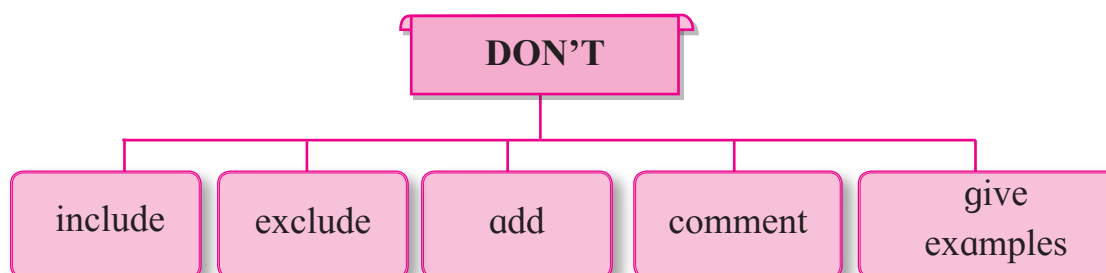 DON’T
include
exclude
add
comment
give
examples